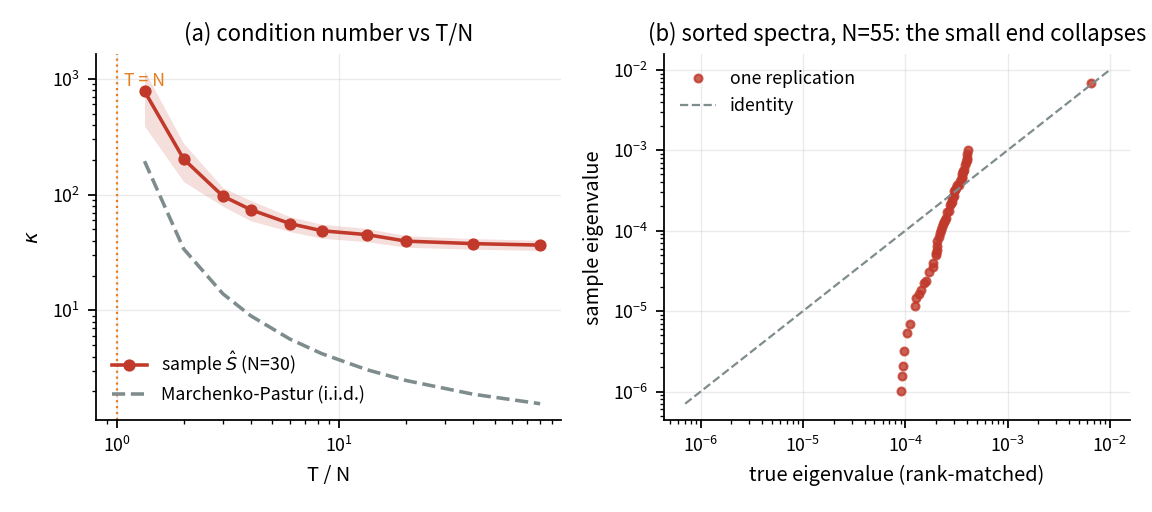 (a) condition number vs T/N
10³
10²
10¹
κ
T = N
sample Ŝ (N=30)
Marchenko-Pastur (i.i.d.)
10⁰
10¹
T / N
(b) sorted spectra, N=55: the small end collapses
10⁻²
10⁻³
10⁻⁴
10⁻⁵
10⁻⁶
sample eigenvalue
one replication
identity
10⁻⁶
10⁻⁵
10⁻⁴
10⁻³
10⁻²
true eigenvalue (rank-matched)